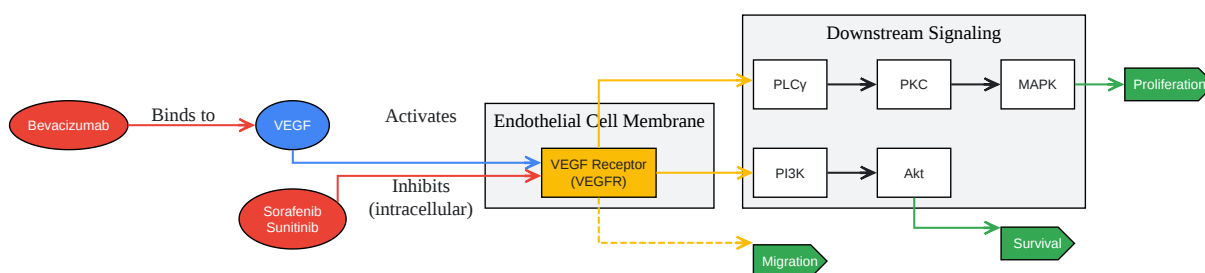 Downstream Signaling
PLCγ
PKC
MAPK
Proliferation
Bevacizumab
Binds to
VEGF
Activates
Endothelial Cell Membrane
VEGF Receptor
(VEGFR)
PI3K
Akt
Inhibits
(intracellular)
Sorafenib
Sunitinib
Survival
Migration